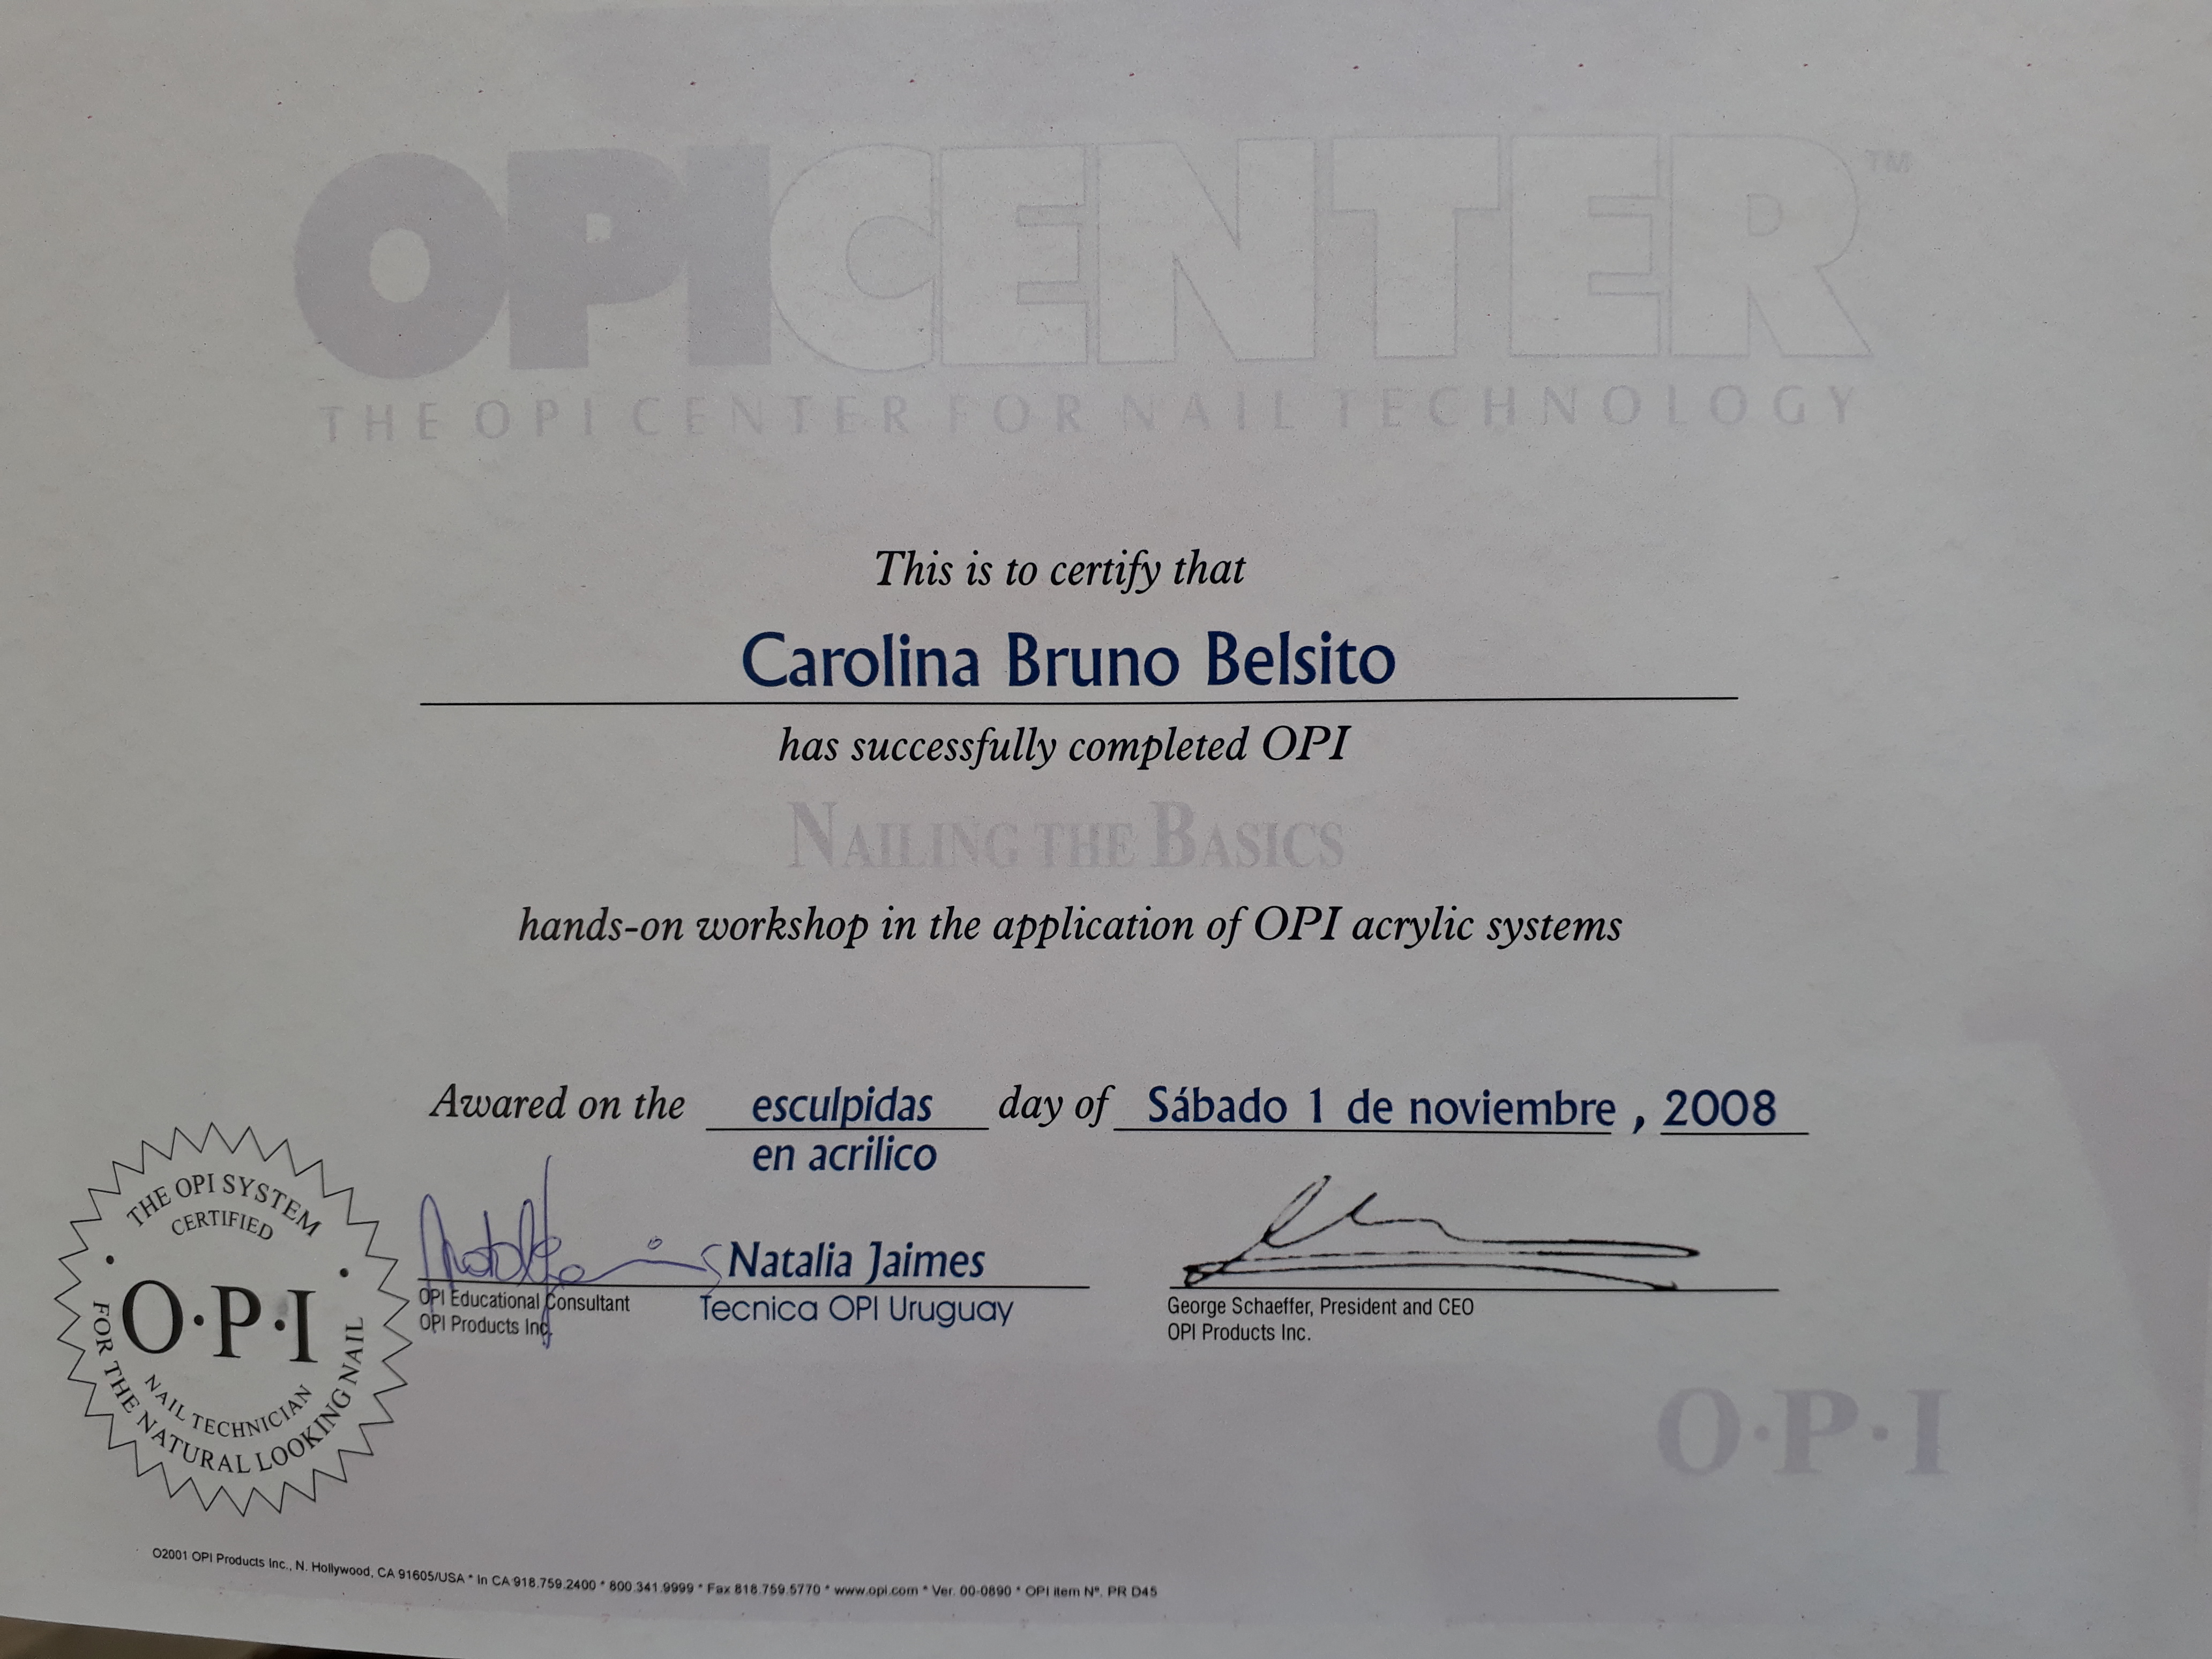 OPICENTER™
THE OPI CENTER FOR NAIL TECHNOLOGY
This is to certify that
Carolina Bruno Belsito
has successfully completed OPI
NAILING THE BASICS
hands-on workshop in the application of OPI acrylic systems
Awared on the esculpidas day of Sábado 1 de noviembre , 2008
en acrilico
Natalia Jaimes
OPI Educational Consultant
OPI Products Inc.
Tecnica OPI Uruguay
George Schaeffer, President and CEO
OPI Products Inc.
THE OPI SYSTEM
CERTIFIED
O·P·I
NAIL TECHNICIAN
FOR THE NATURAL LOOKING NAIL
O·P·I
O2001 OPI Products Inc., N. Hollywood, CA 91605/USA * In CA 918.759.2400 * 800.341.9999 * Fax 818.759.5770 * www.opi.com * Ver. 00-0890 * OPI item Nº. PR D45